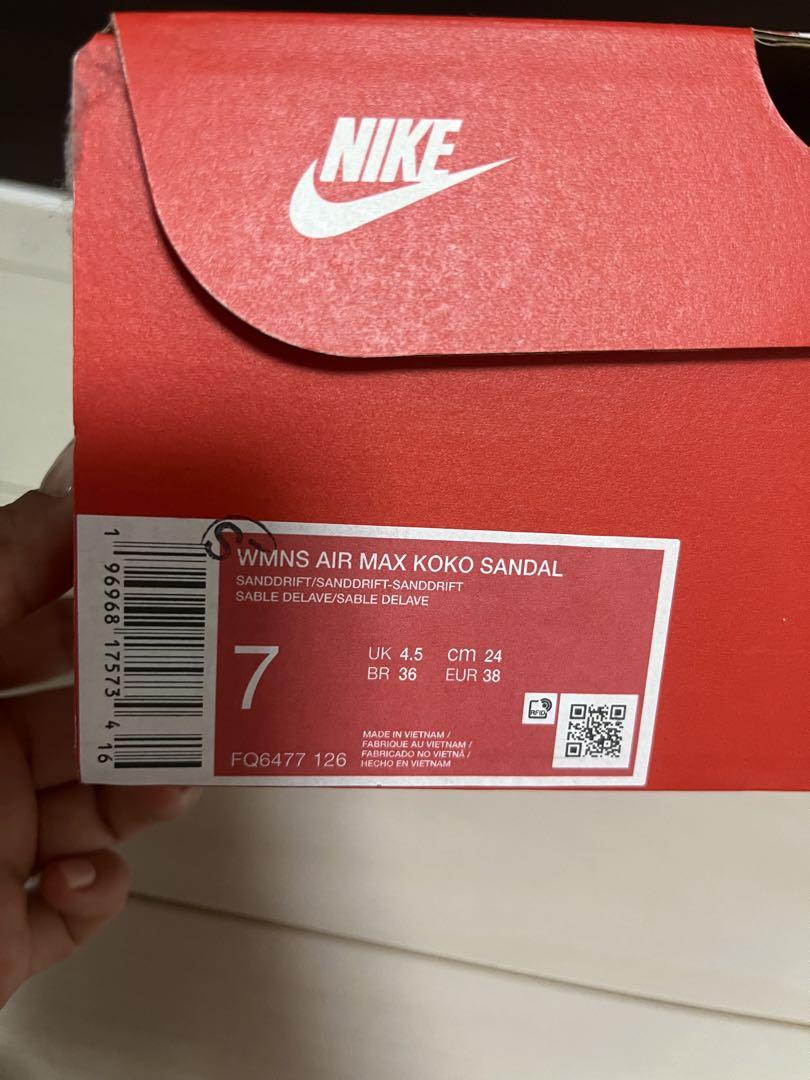 NIKE
S
WMNS AIR MAX KOKO SANDAL
SANDDRIFT/SANDDRIFT-SANDDRIFT
SABLE DELAVE/SABLE DELAVE
7
UK 4.5 cm 24
BR 36 EUR 38
RFID
MADE IN VIETNAM /
FABRIQUE AU VIETNAM /
FABRICADO NO VIETNÃ /
HECHO EN VIETNAM
FQ6477 126
1 96968 17573 4 16